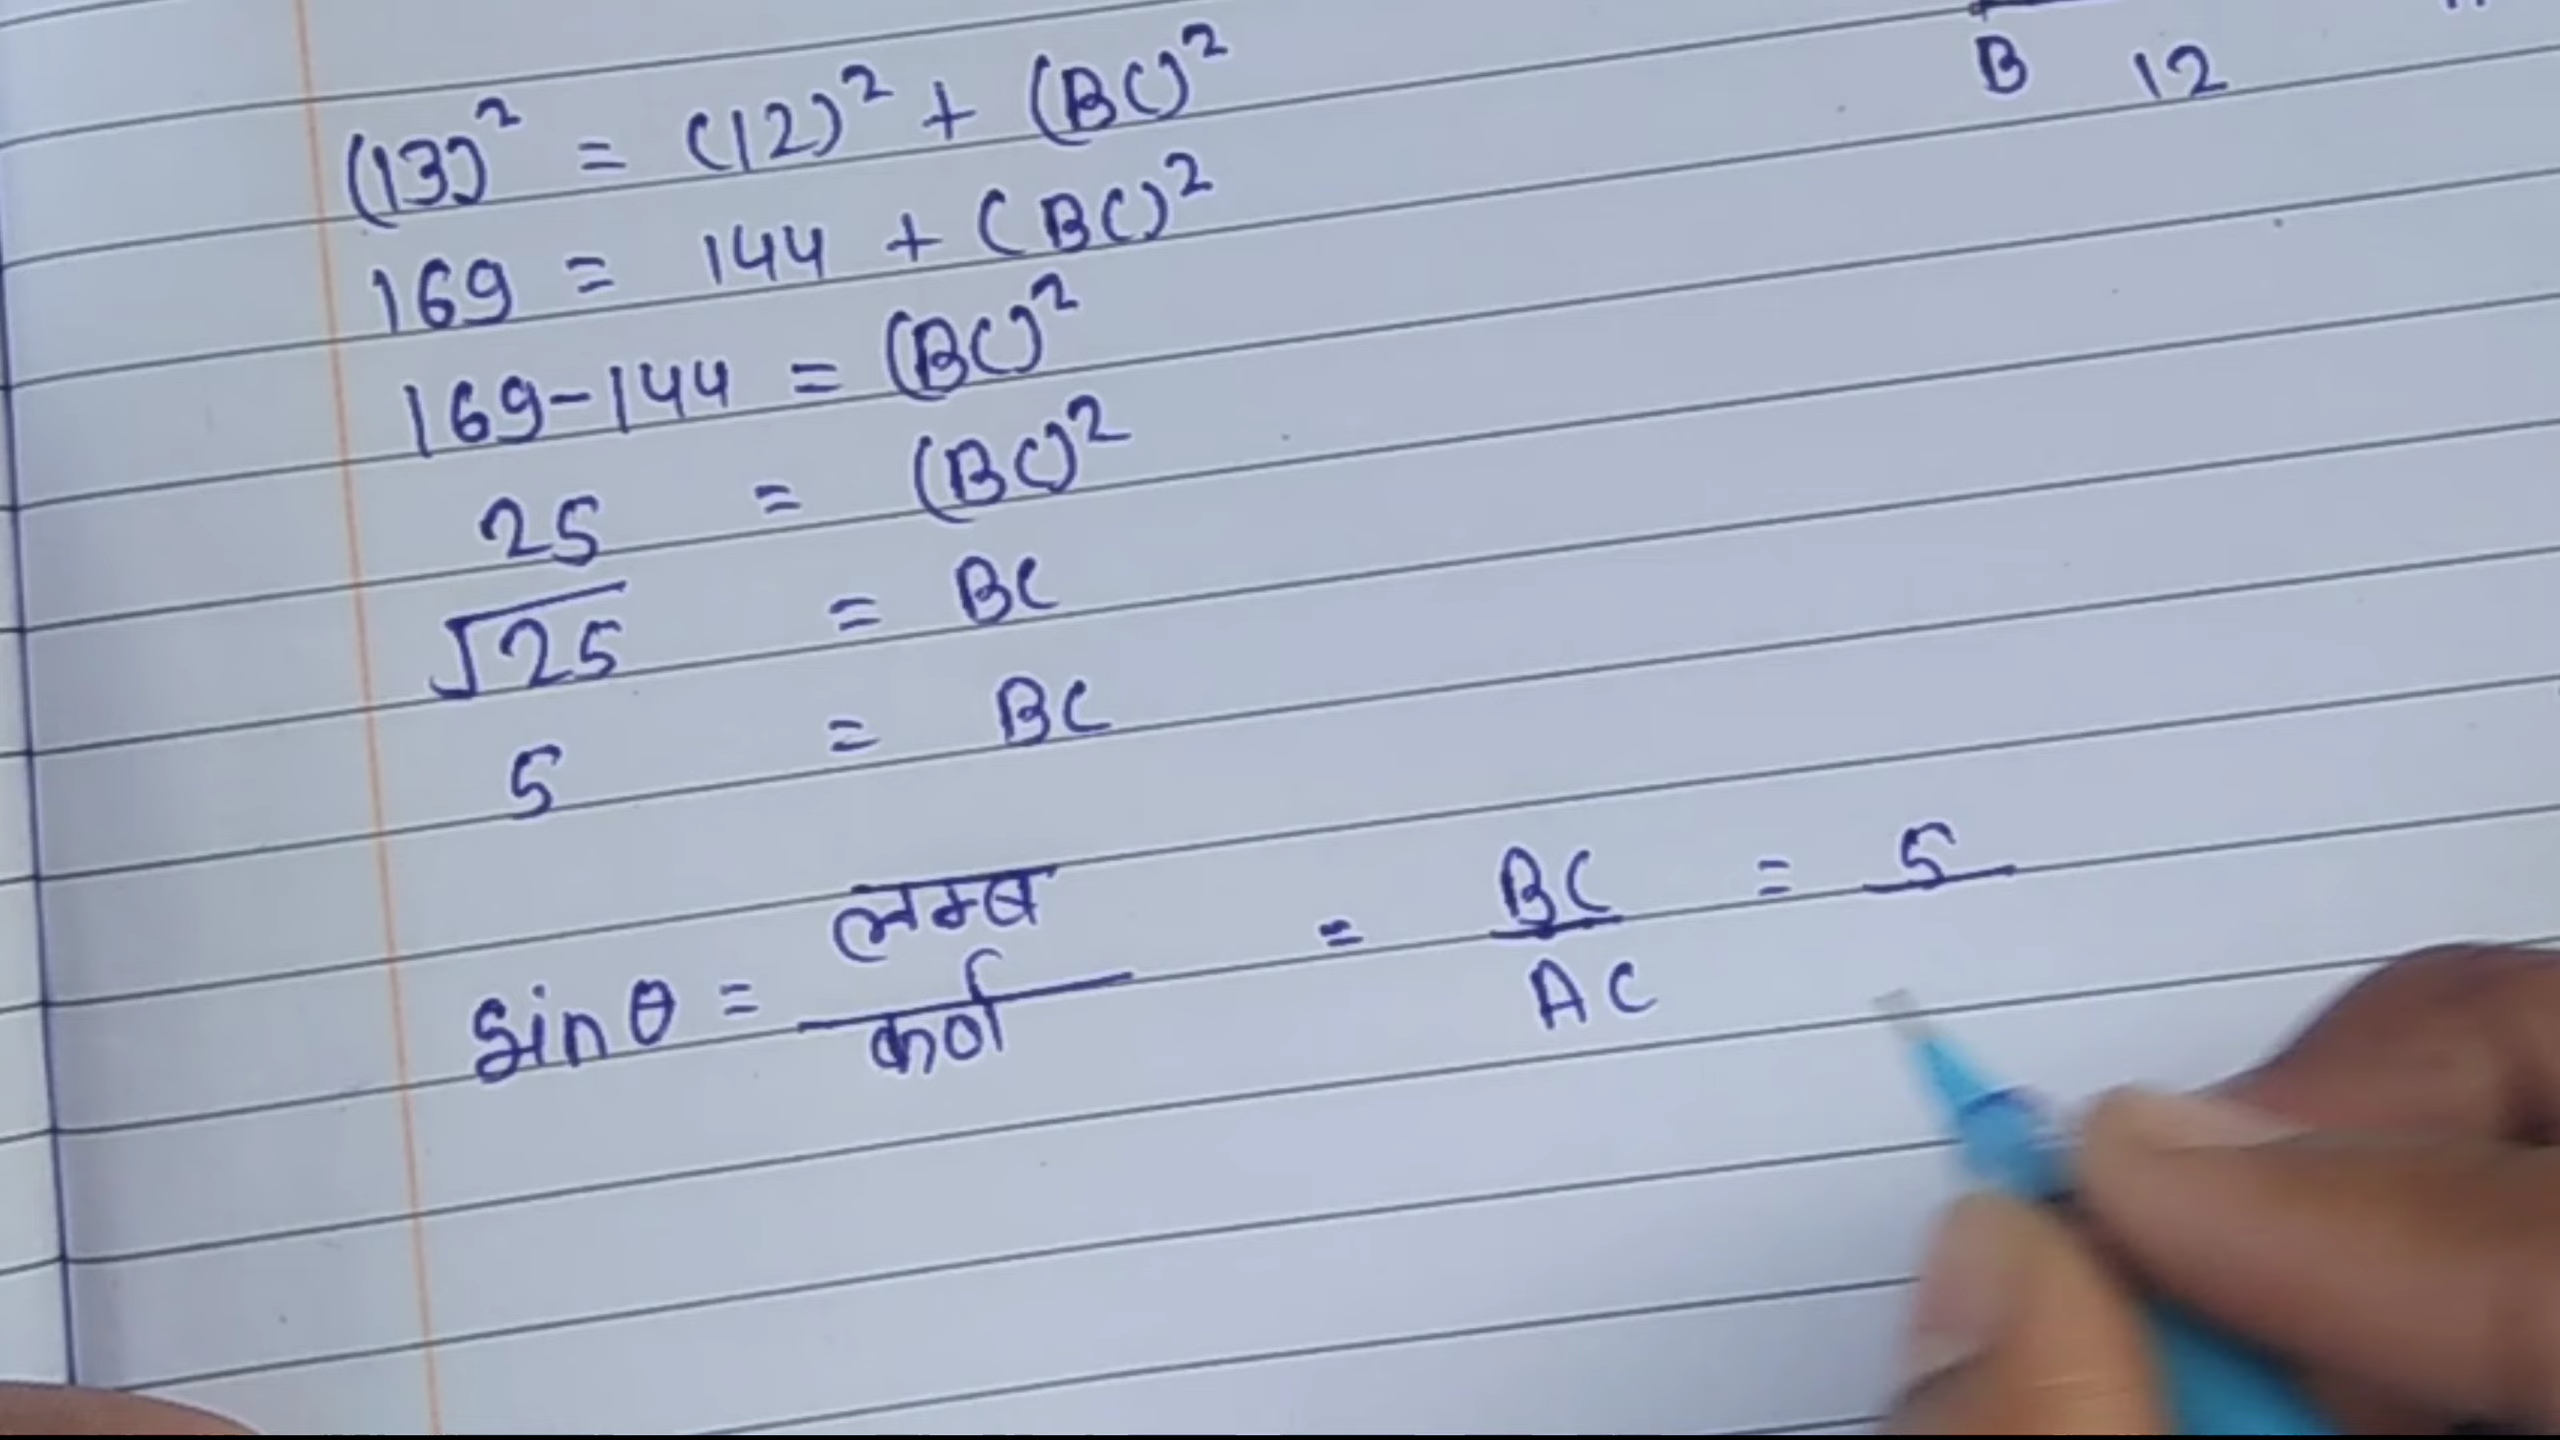 B 12
(13)² = (12)² + (BC)²
169 = 144 + (BC)²
169-144 = (BC)²
25 = (BC)²
√25 = BC
5 = BC
sin θ = लम्ब/कर्ण = BC/AC = 5/